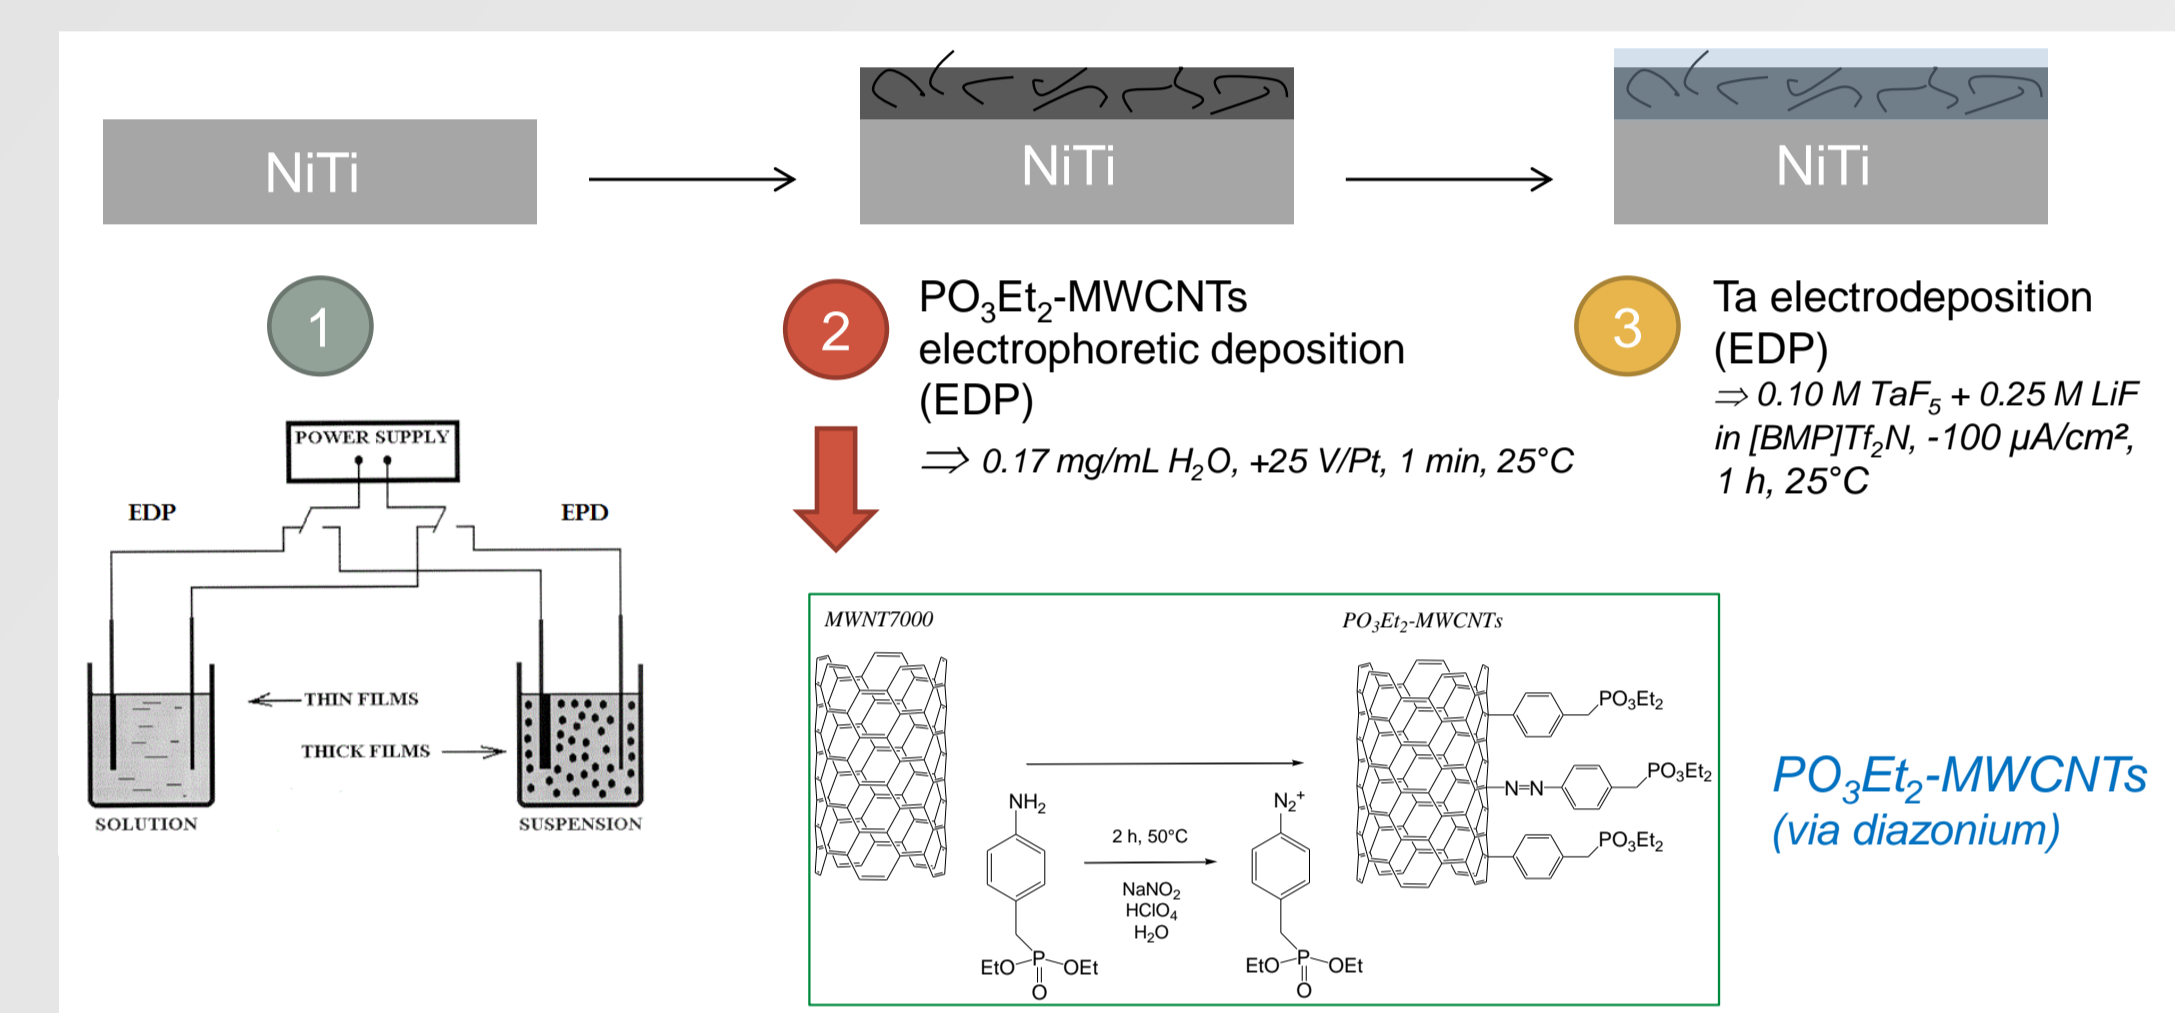 NiTi
NiTi
NiTi
1
2
PO₃Et₂-MWCNTs
electrophoretic deposition
(EDP)
⇒ 0.17 mg/mL H₂O, +25 V/Pt, 1 min, 25°C
3
Ta electrodeposition
(EDP)
⇒ 0.10 M TaF₅ + 0.25 M LiF
in [BMP]Tf₂N, -100 µA/cm²,
1 h, 25°C
POWER SUPPLY
EDP
EPD
THIN FILMS
THICK FILMS
SOLUTION
SUSPENSION
MWNT7000
PO₃Et₂-MWCNTs
NH₂
EtO
P
OEt
O
2 h, 50°C
NaNO₂
HClO₄
H₂O
N₂⁺
EtO
P
OEt
O
PO₃Et₂
N=N
PO₃Et₂
PO₃Et₂
PO₃Et₂-MWCNTs
(via diazonium)